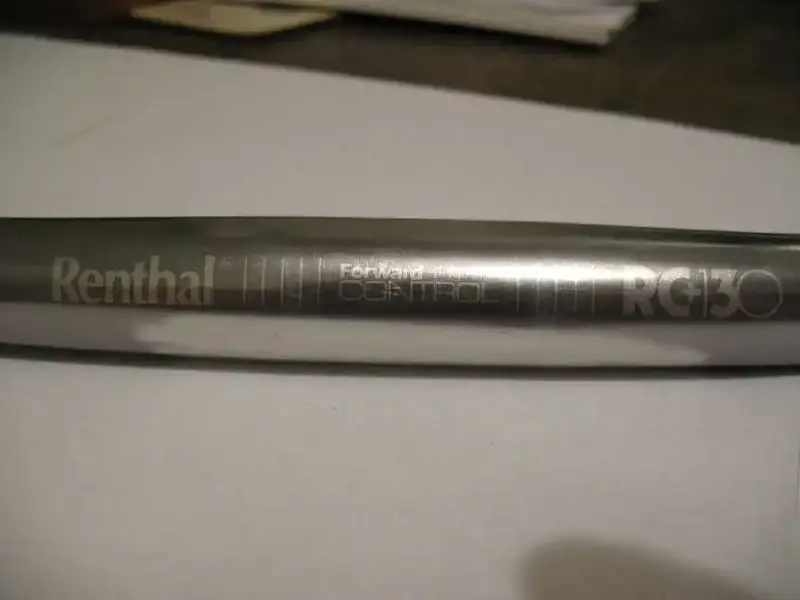 Renthal
Forward
CONTROL
RC130